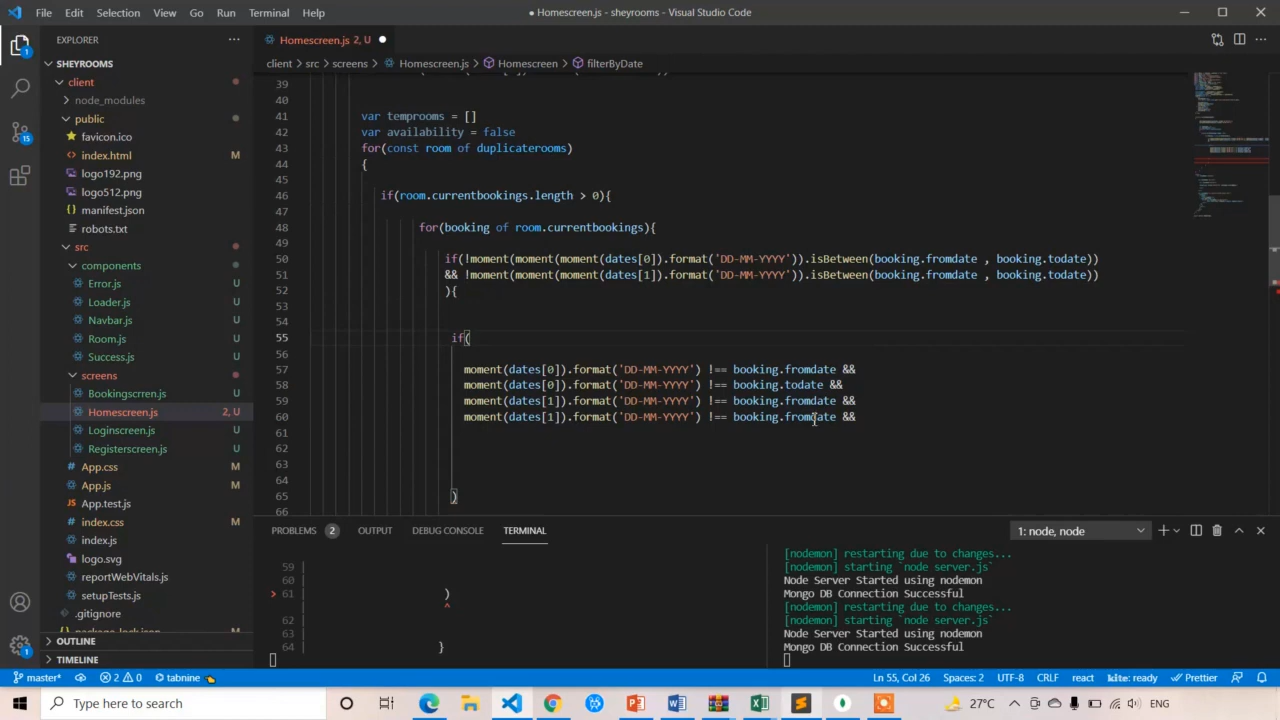 File Edit Selection View Go Run Terminal Help
● Homescreen.js - sheyrooms - Visual Studio Code
EXPLORER
SHEYROOMS
client
node_modules
public
favicon.ico
index.html M
logo192.png
logo512.png
manifest.json
robots.txt
src
components
Error.js U
Loader.js U
Navbar.js U
Room.js U
Success.js U
screens
Bookingscrren.js U
Homescreen.js 2, U
Loginscreen.js U
Registerscreen.js U
App.css M
App.js M
App.test.js
index.css M
index.js
logo.svg
reportWebVitals.js
setupTests.js
.gitignore
package-lock.json
OUTLINE
TIMELINE
Homescreen.js 2, U ●
client > src > screens > Homescreen.js > Homescreen > filterByDate
39
40
41 var temprooms = []
42 var availability = false
43 for(const room of duplicaterooms)
44 {
45
46 if(room.currentbookings.length > 0){
47
48 for(booking of room.currentbookings){
49
50 if(!moment(moment(moment(dates[0]).format('DD-MM-YYYY')).isBetween(booking.fromdate , booking.todate))
51 && !moment(moment(moment(dates[1]).format('DD-MM-YYYY')).isBetween(booking.fromdate , booking.todate))
52 ){
53
54
55 if(
56
57 moment(dates[0]).format('DD-MM-YYYY') !== booking.fromdate &&
58 moment(dates[0]).format('DD-MM-YYYY') !== booking.todate &&
59 moment(dates[1]).format('DD-MM-YYYY') !== booking.fromdate &&
60 moment(dates[1]).format('DD-MM-YYYY') !== booking.fromdate &&
61
62
63
64
65 )
66
PROBLEMS 2 OUTPUT DEBUG CONSOLE TERMINAL 1: node, node
59 |
60 |
> 61 | )
| ^
62 |
63 |
64 | }
[nodemon] restarting due to changes...
[nodemon] starting `node server.js`
Node Server Started using nodemon
Mongo DB Connection Successful
[nodemon] restarting due to changes...
[nodemon] starting `node server.js`
Node Server Started using nodemon
Mongo DB Connection Successful
master* 2 0 tabnine Ln 55, Col 26 Spaces: 2 UTF-8 CRLF react kite: ready Prettier
Type here to search 27°C ENG